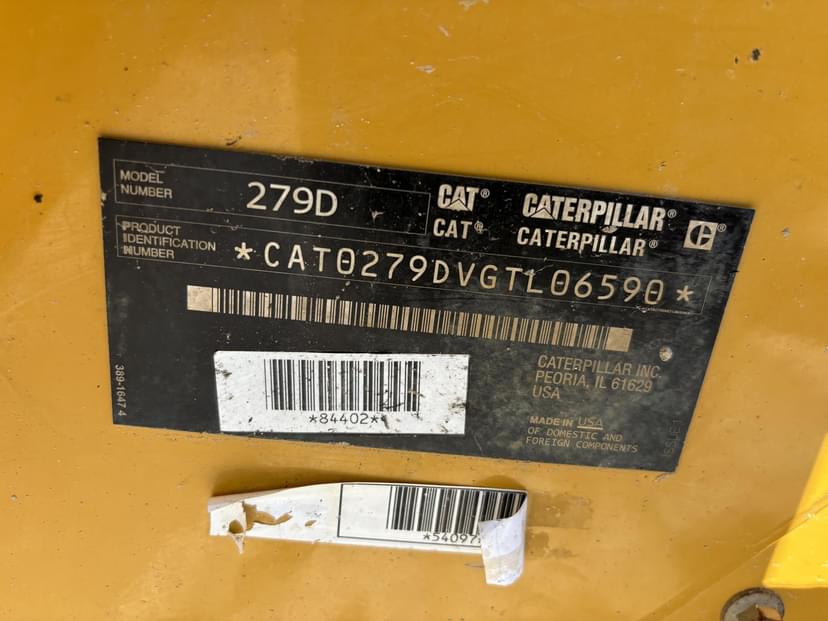 MODEL NUMBER 279D
CAT® CATERPILLAR®
CAT® CATERPILLAR®
PRODUCT IDENTIFICATION NUMBER
*CAT0279DVGTL06590*
CATERPILLAR INC.
PEORIA, IL 61629
USA
MADE IN USA
OF DOMESTIC AND
FOREIGN COMPONENTS
389-1647 4
*84402*